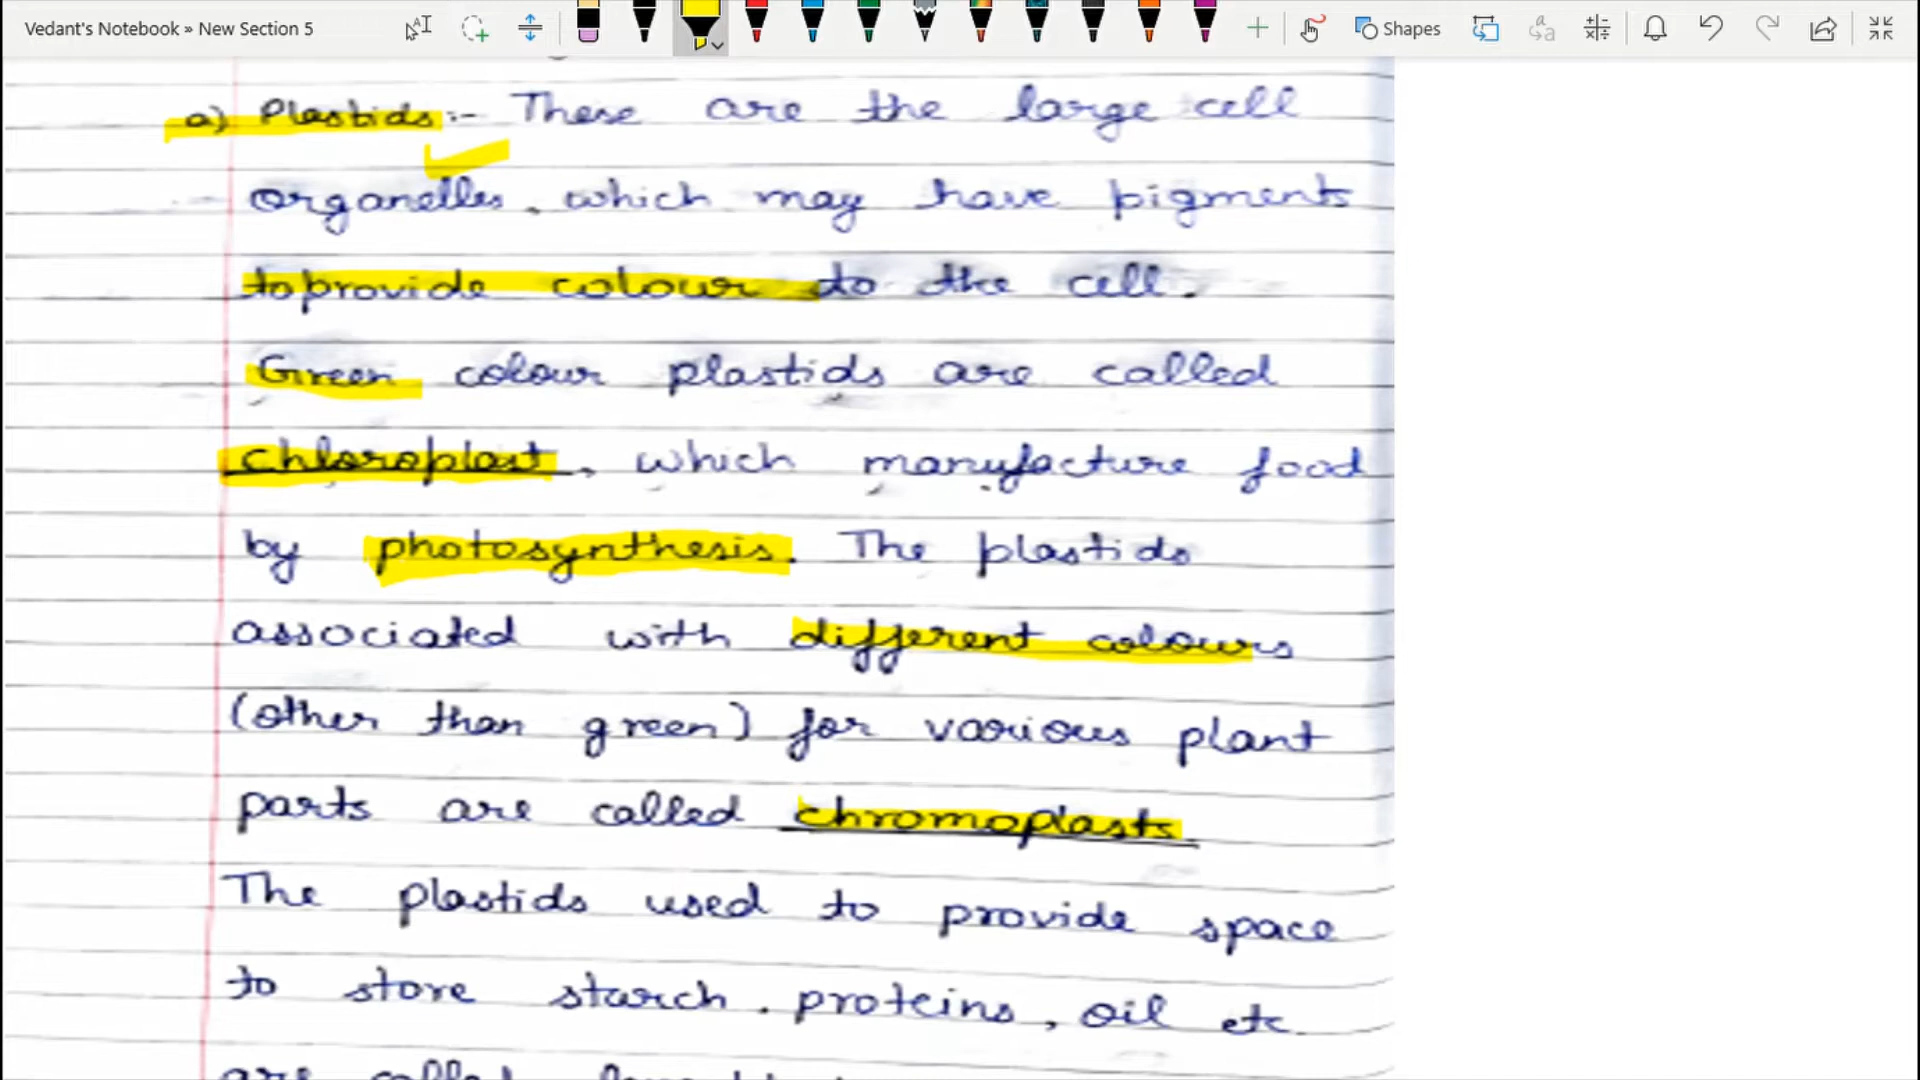 Vedant's Notebook » New Section 5
Shapes
a) Plastids :- These are the large cell
organelles, which may have pigments
to provide colour to the cell.
Green colour plastids are called
chloroplast, which manufacture food
by photosynthesis. The plastids
associated with different colours
(other than green) for various plant
parts are called chromoplasts.
The plastids used to provide space
to store starch, proteins, oil etc.
are called